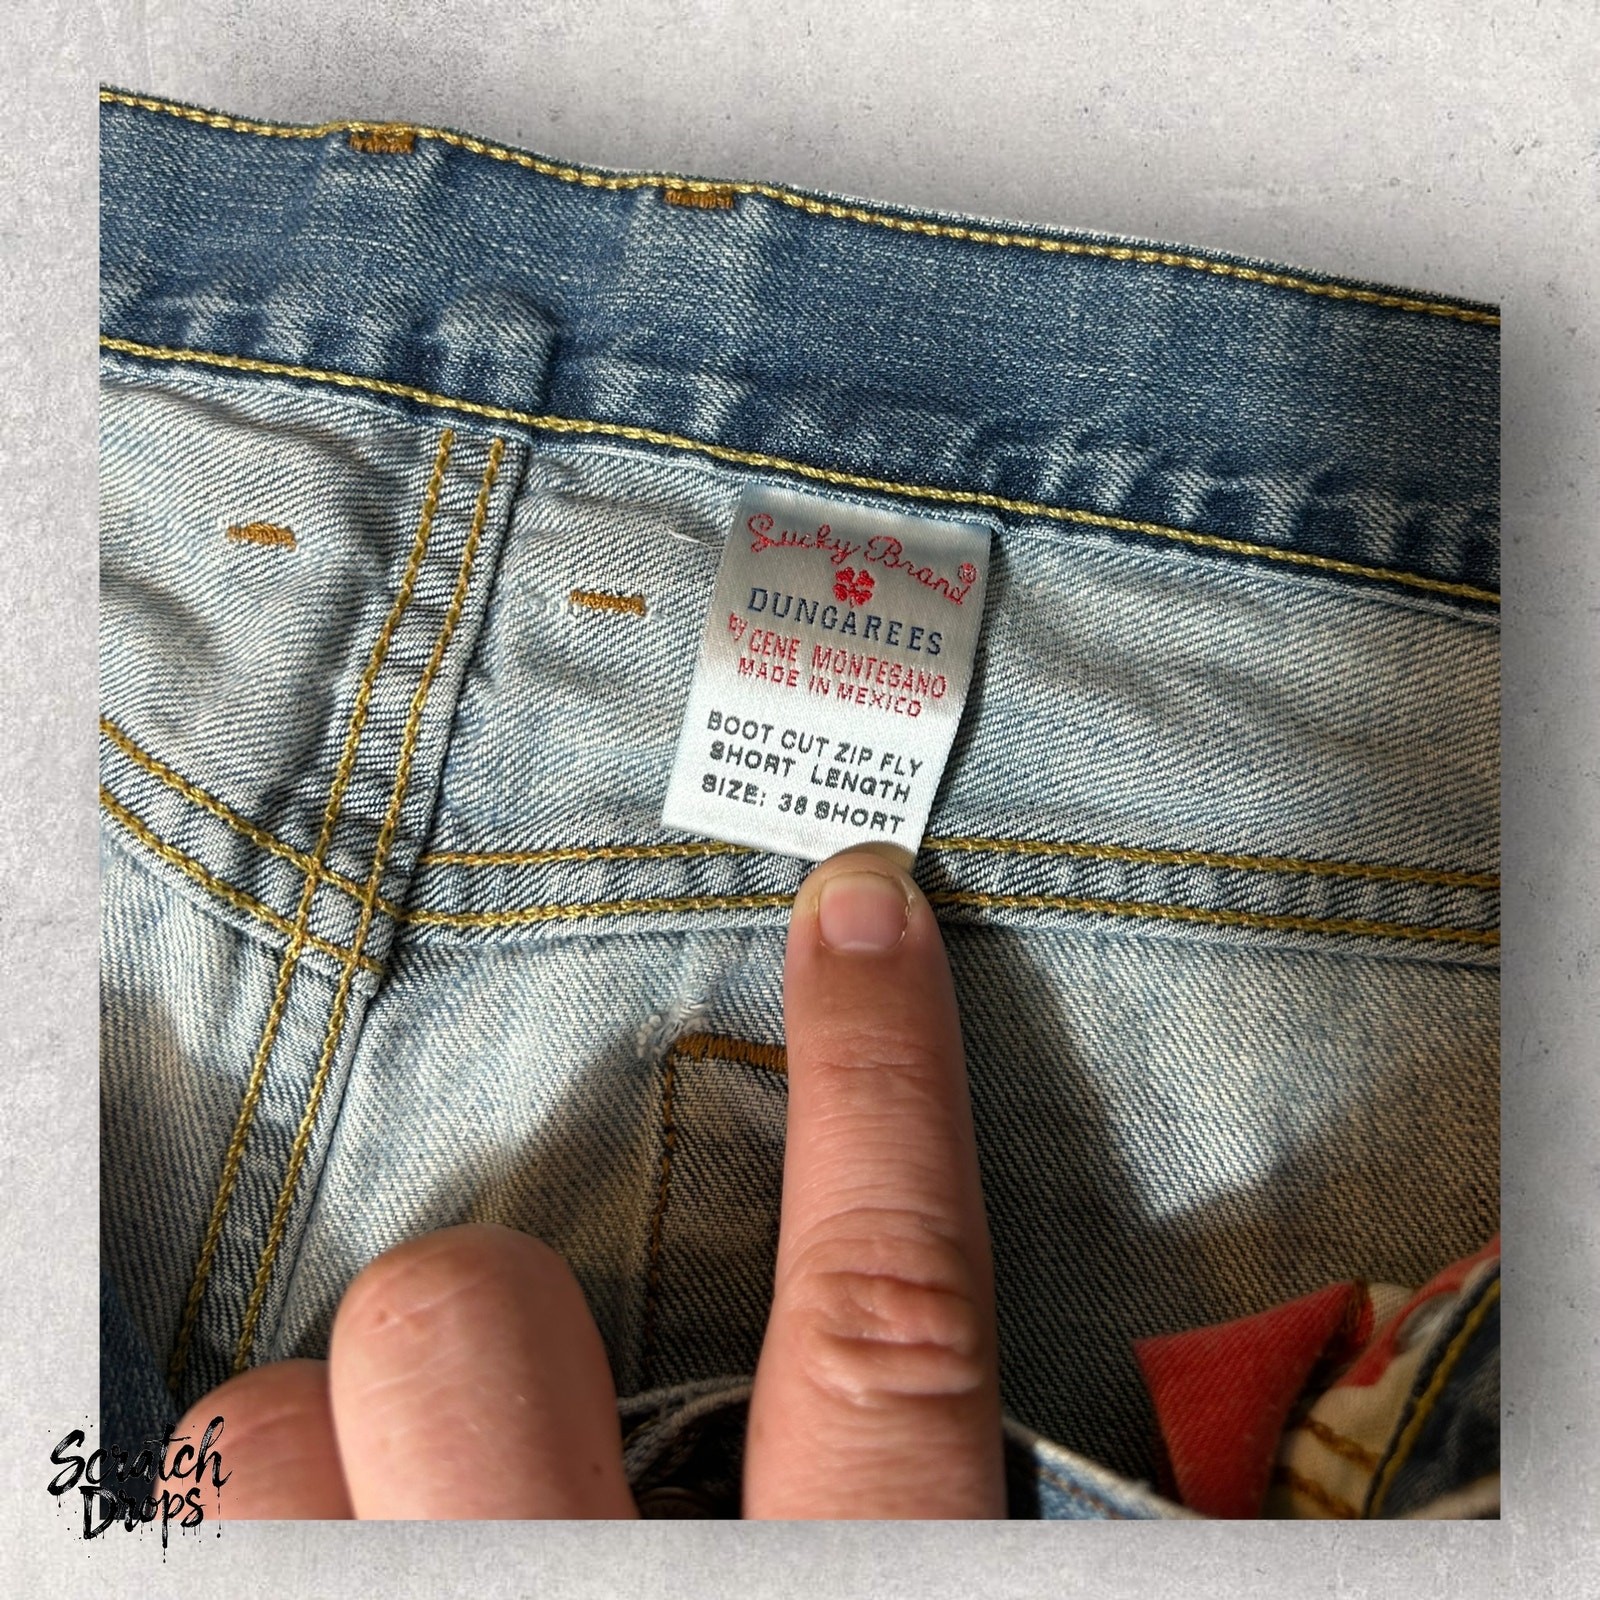 Lucky Brand®
DUNGAREES
by GENE MONTESANO
MADE IN MEXICO
BOOT CUT ZIP FLY
SHORT LENGTH
SIZE: 38 SHORT
Scratch
Drops